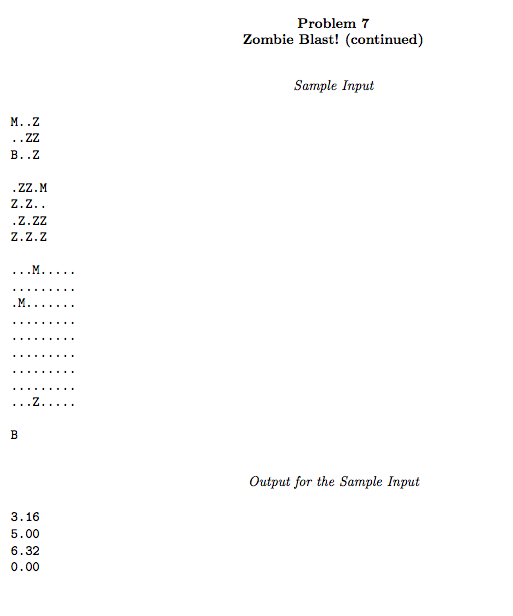 Problem 7
Zombie Blast! (continued)
Sample Input
M..Z
..ZZ
B..Z
.ZZ.M
Z.Z..
.Z.ZZ
Z.Z.Z
...M.....
.........
.M.......
.........
.........
.........
.........
.........
...Z.....
B
Output for the Sample Input
3.16
5.00
6.32
0.00